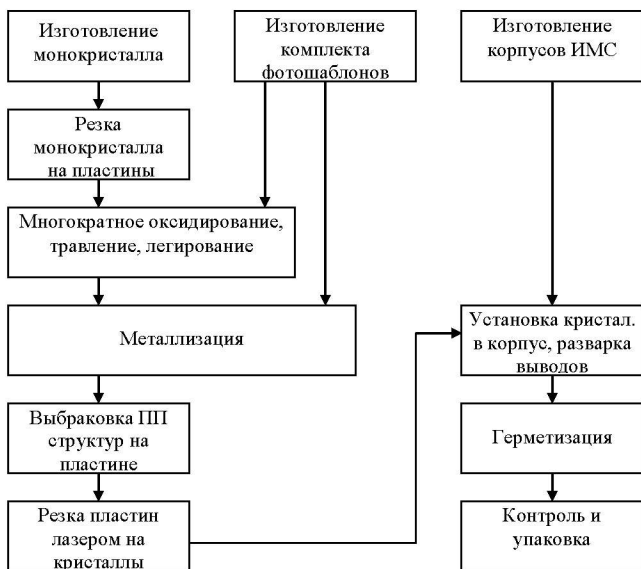 Изготовление
монокристалла
Изготовление
комплекта
фотошаблонов
Изготовление
корпусов ИМС
Резка
монокристалла
на пластины
Многократное оксидирование,
травление, легирование
Металлизация
Установка кристал.
в корпус, разварка
выводов
Выбраковка ПП
структур на
пластине
Герметизация
Резка пластин
лазером на
кристаллы
Контроль и
упаковка